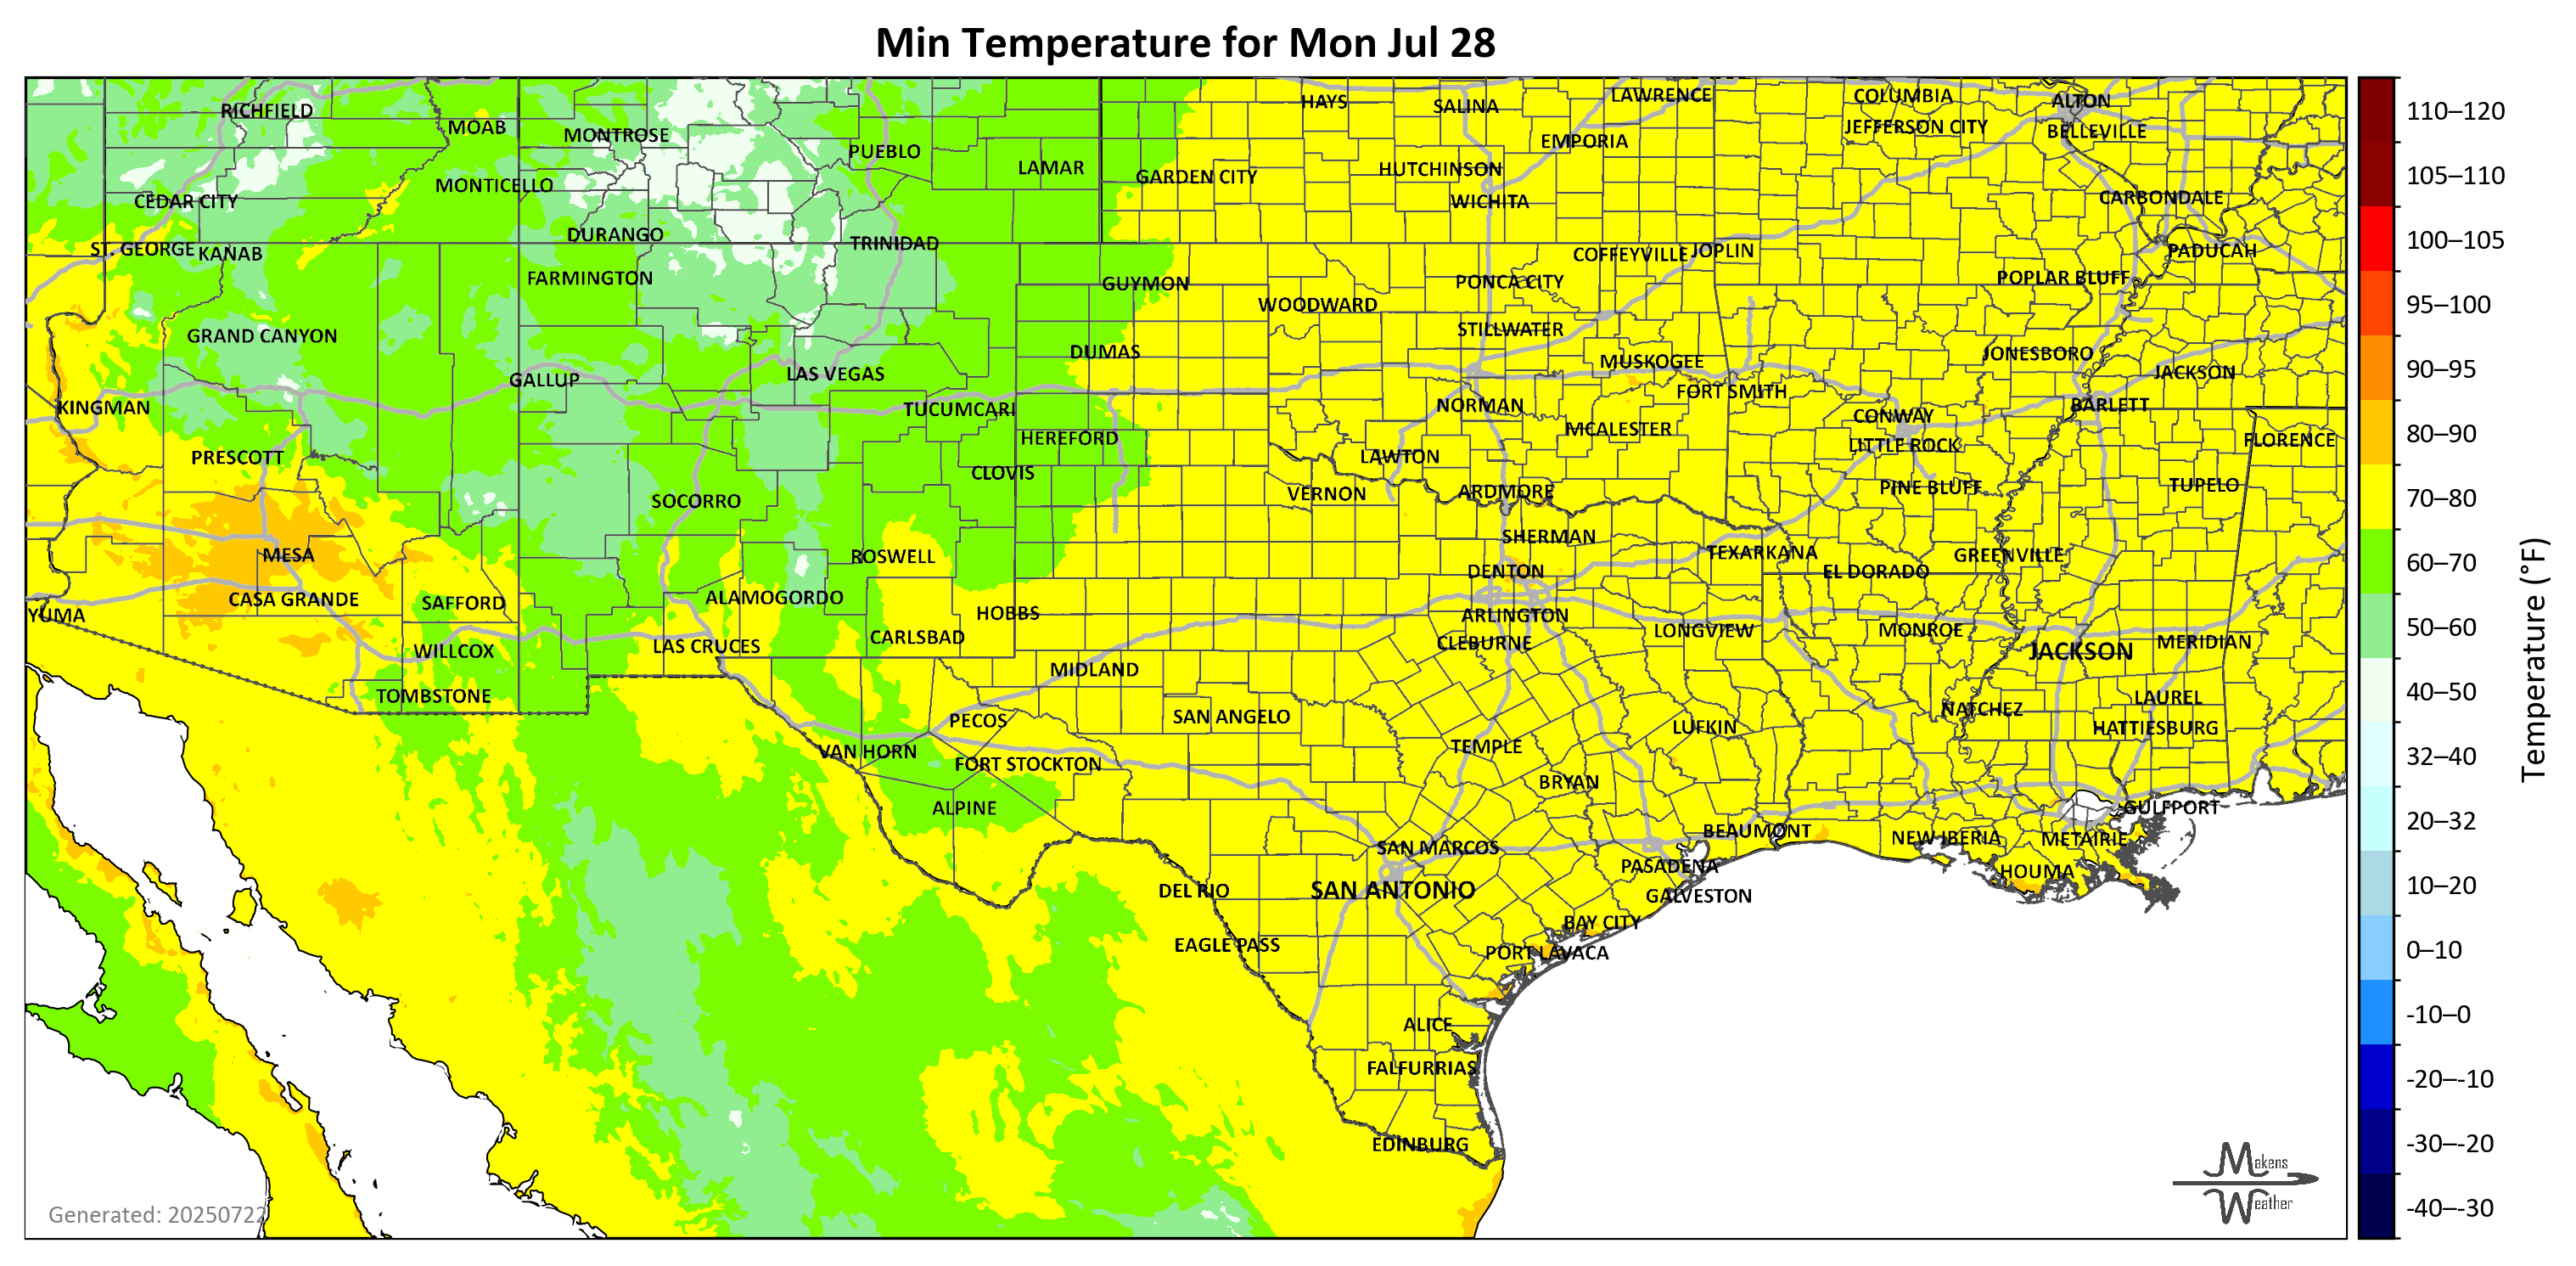 Min Temperature for Mon Jul 28
RICHFIELD
MOAB
MONTROSE
PUEBLO
LAMAR
HAYS
SALINA
LAWRENCE
COLUMBIA
ALTON
EMPORIA
JEFFERSON CITY
BELLEVILLE
CEDAR CITY
MONTICELLO
GARDEN CITY
HUTCHINSON
WICHITA
CARBONDALE
ST. GEORGE
KANAB
DURANGO
TRINIDAD
COFFEYVILLE
JOPLIN
PADUCAH
FARMINGTON
GUYMON
WOODWARD
PONCA CITY
POPLAR BLUFF
GRAND CANYON
STILLWATER
DUMAS
MUSKOGEE
JONESBORO
GALLUP
LAS VEGAS
FORT SMITH
JACKSON
KINGMAN
TUCUMCARI
NORMAN
CONWAY
BARLETT
HEREFORD
MCALESTER
LITTLE ROCK
FLORENCE
PRESCOTT
CLOVIS
LAWTON
SOCORRO
VERNON
ARDMORE
PINE BLUFF
TUPELO
MESA
ROSWELL
SHERMAN
TEXARKANA
GREENVILLE
DENTON
EL DORADO
CASA GRANDE
SAFFORD
ALAMOGORDO
YUMA
HOBBS
ARLINGTON
WILLCOX
LAS CRUCES
CARLSBAD
CLEBURNE
LONGVIEW
MONROE
JACKSON
MERIDIAN
TOMBSTONE
MIDLAND
LAUREL
PECOS
SAN ANGELO
NATCHEZ
HATTIESBURG
LUFKIN
VAN HORN
FORT STOCKTON
TEMPLE
BRYAN
ALPINE
GULFPORT
BEAUMONT
NEW IBERIA
METAIRIE
SAN MARCOS
PASADENA
HOUMA
DEL RIO
SAN ANTONIO
GALVESTON
BAY CITY
EAGLE PASS
PORT LAVACA
ALICE
FALFURRIAS
EDINBURG
Generated: 20250722
Makens
Weather
110–120
105–110
100–105
95–100
90–95
80–90
70–80
60–70
50–60
40–50
32–40
20–32
10–20
0–10
-10–0
-20–-10
-30–-20
-40–-30
Temperature (°F)